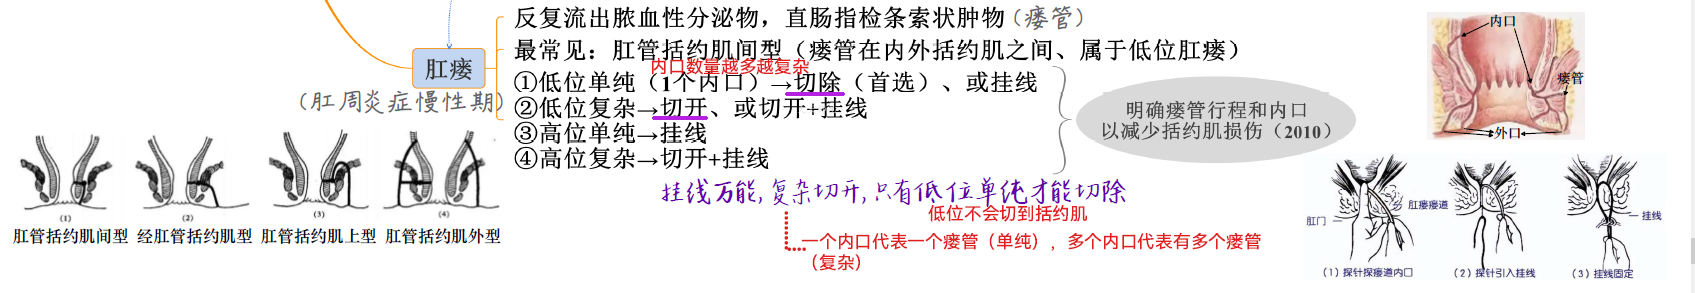 反复流出脓血性分泌物，直肠指检条索状肿物（瘘管）
最常见：肛管括约肌间型（瘘管在内外括约肌之间、属于低位肛瘘）
肛瘘
（肛周炎症慢性期）
内口数量越多越复杂
①低位单纯（1个内口）→切除（首选）、或挂线
②低位复杂→切开、或切开+挂线
③高位单纯→挂线
④高位复杂→切开+挂线
明确瘘管行程和内口
以减少括约肌损伤（2010）
挂线万能,复杂切开,只有低位单纯才能切除
低位不会切到括约肌
一个内口代表一个瘘管（单纯），多个内口代表有多个瘘管
（复杂）
(1)
(2)
(3)
(4)
肛管括约肌间型
经肛管括约肌型
肛管括约肌上型
肛管括约肌外型
内口
瘘管
外口
肛门
肛瘘瘘道
挂线
（1）探针探瘘道内口
（2）探针引入挂线
（3）挂线固定